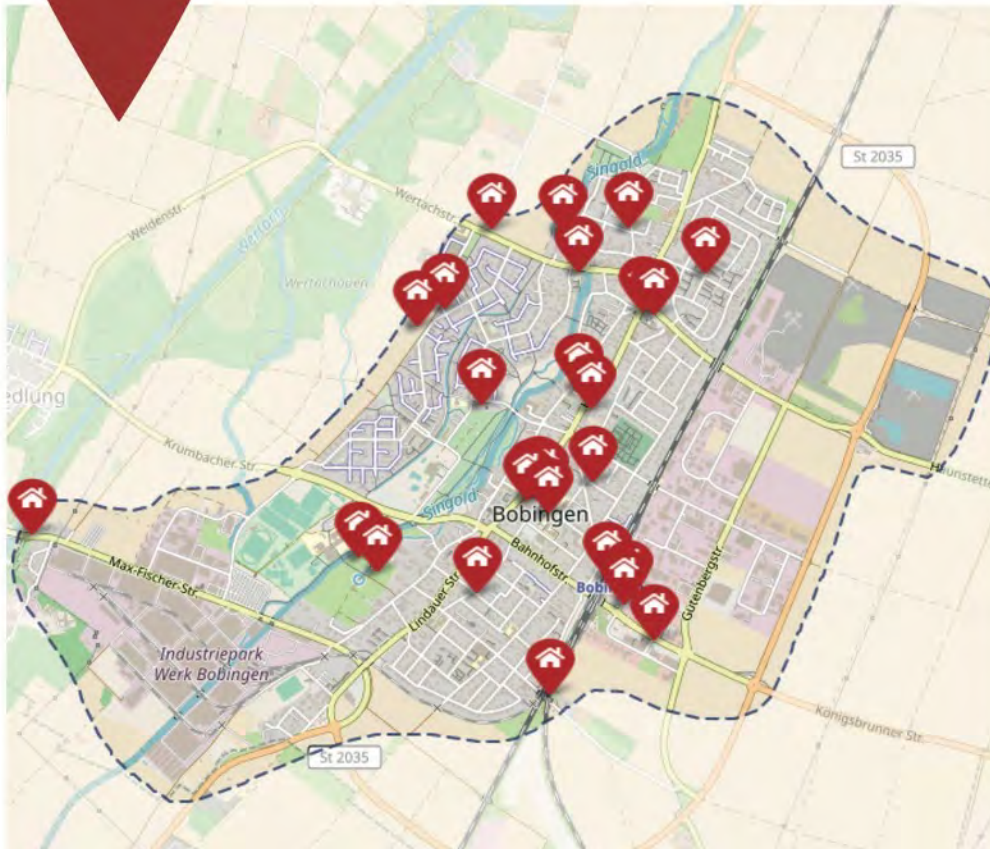 St 2035
Singold
Wertachstr.
Weidenstr
Wertach
Wertachauen
edlung
Krumbacher Str.
Haunstette
Singold
Bobingen
Max-Fischer-Str
Bahnhofstr
Lindauer-Str
Gutenbergstr
Industriepark
Werk Bobingen
Königsbrunner Str.
St 2035